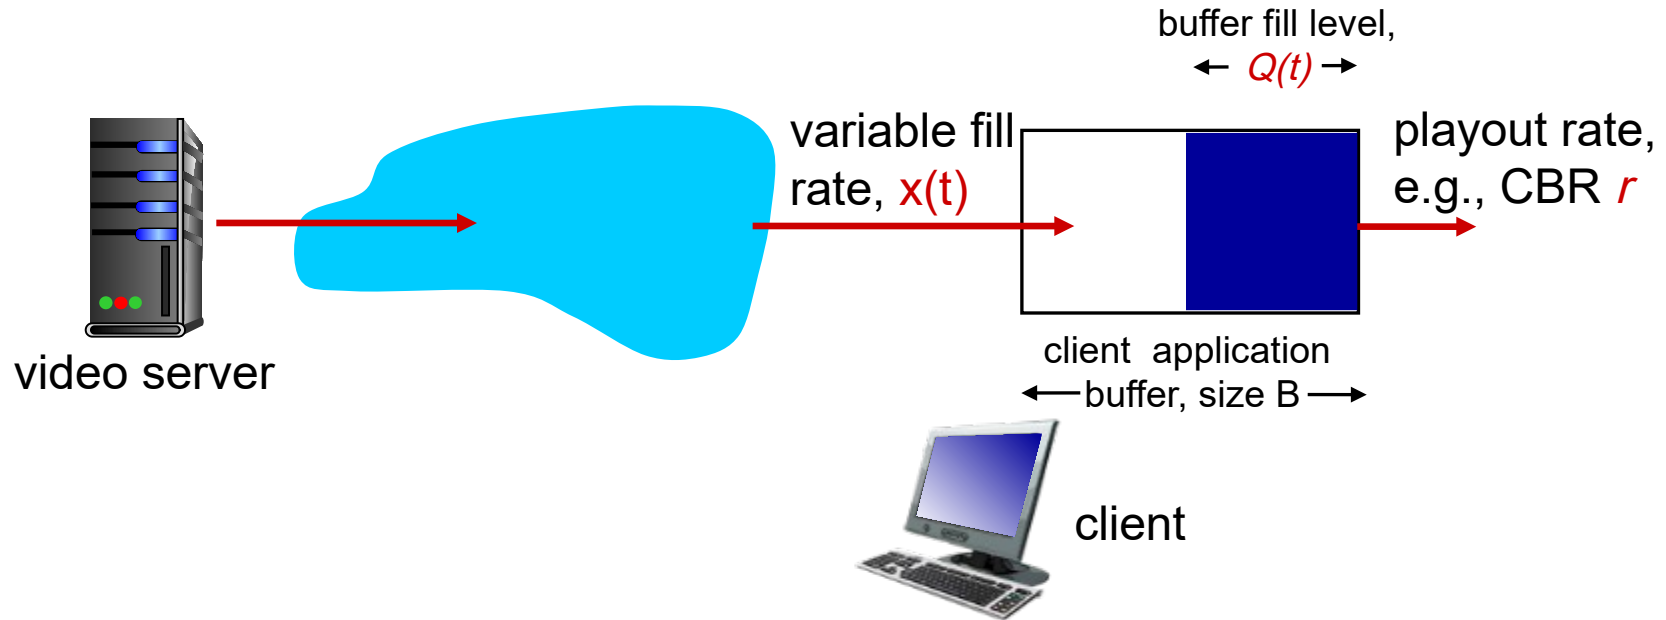 buffer fill level,
Q(t)
variable fill
rate, x(t)
playout rate,
e.g., CBR r
video server
client application
buffer, size B
client